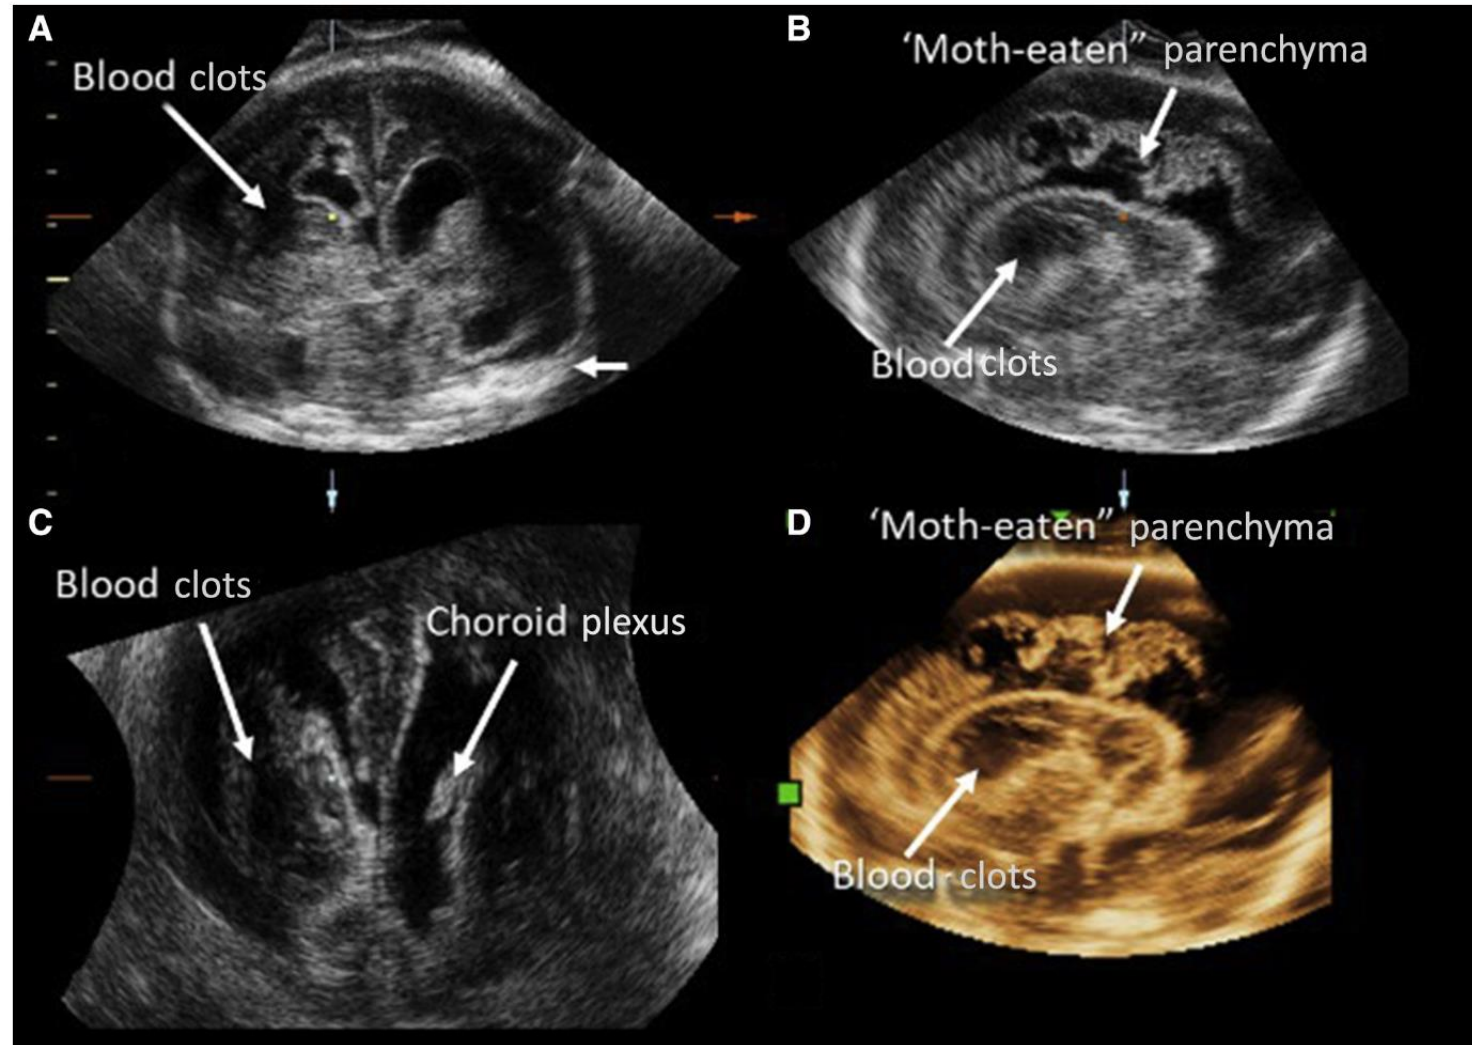 A
Blood clots
B
‘Moth-eaten” parenchyma
Blood clots
C
Blood clots
Choroid plexus
D
‘Moth-eaten” parenchyma
Blood clots